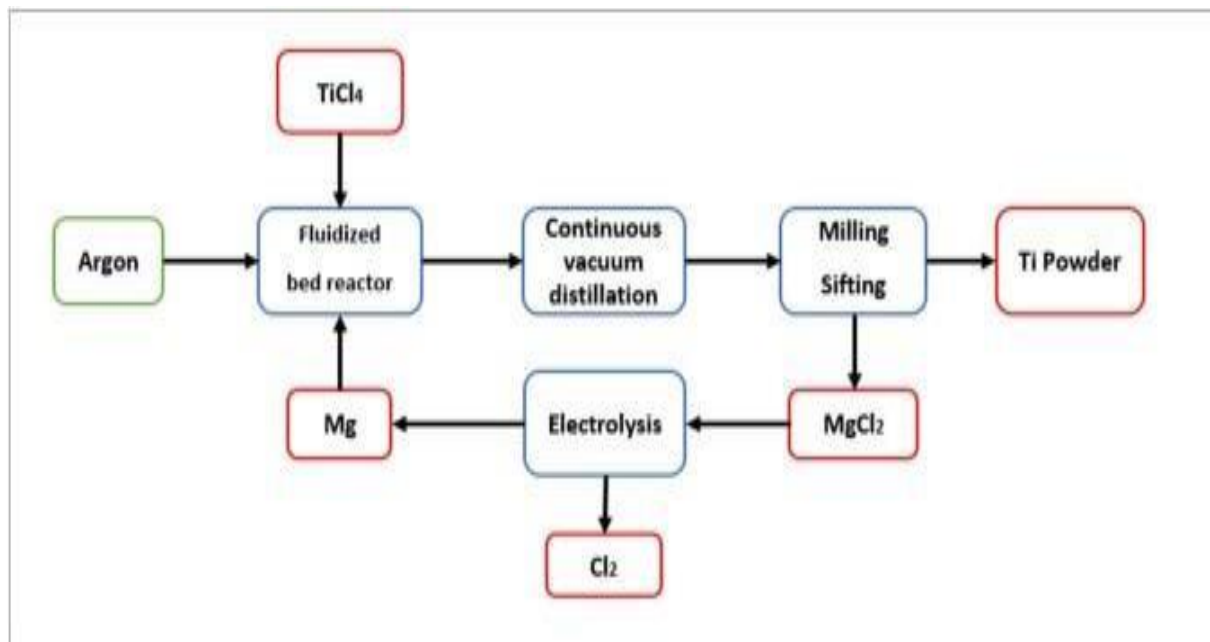 TiCl4
Argon
Fluidized
bed reactor
Continuous
vacuum
distillation
Milling
Sifting
Ti Powder
Mg
Electrolysis
MgCl2
Cl2